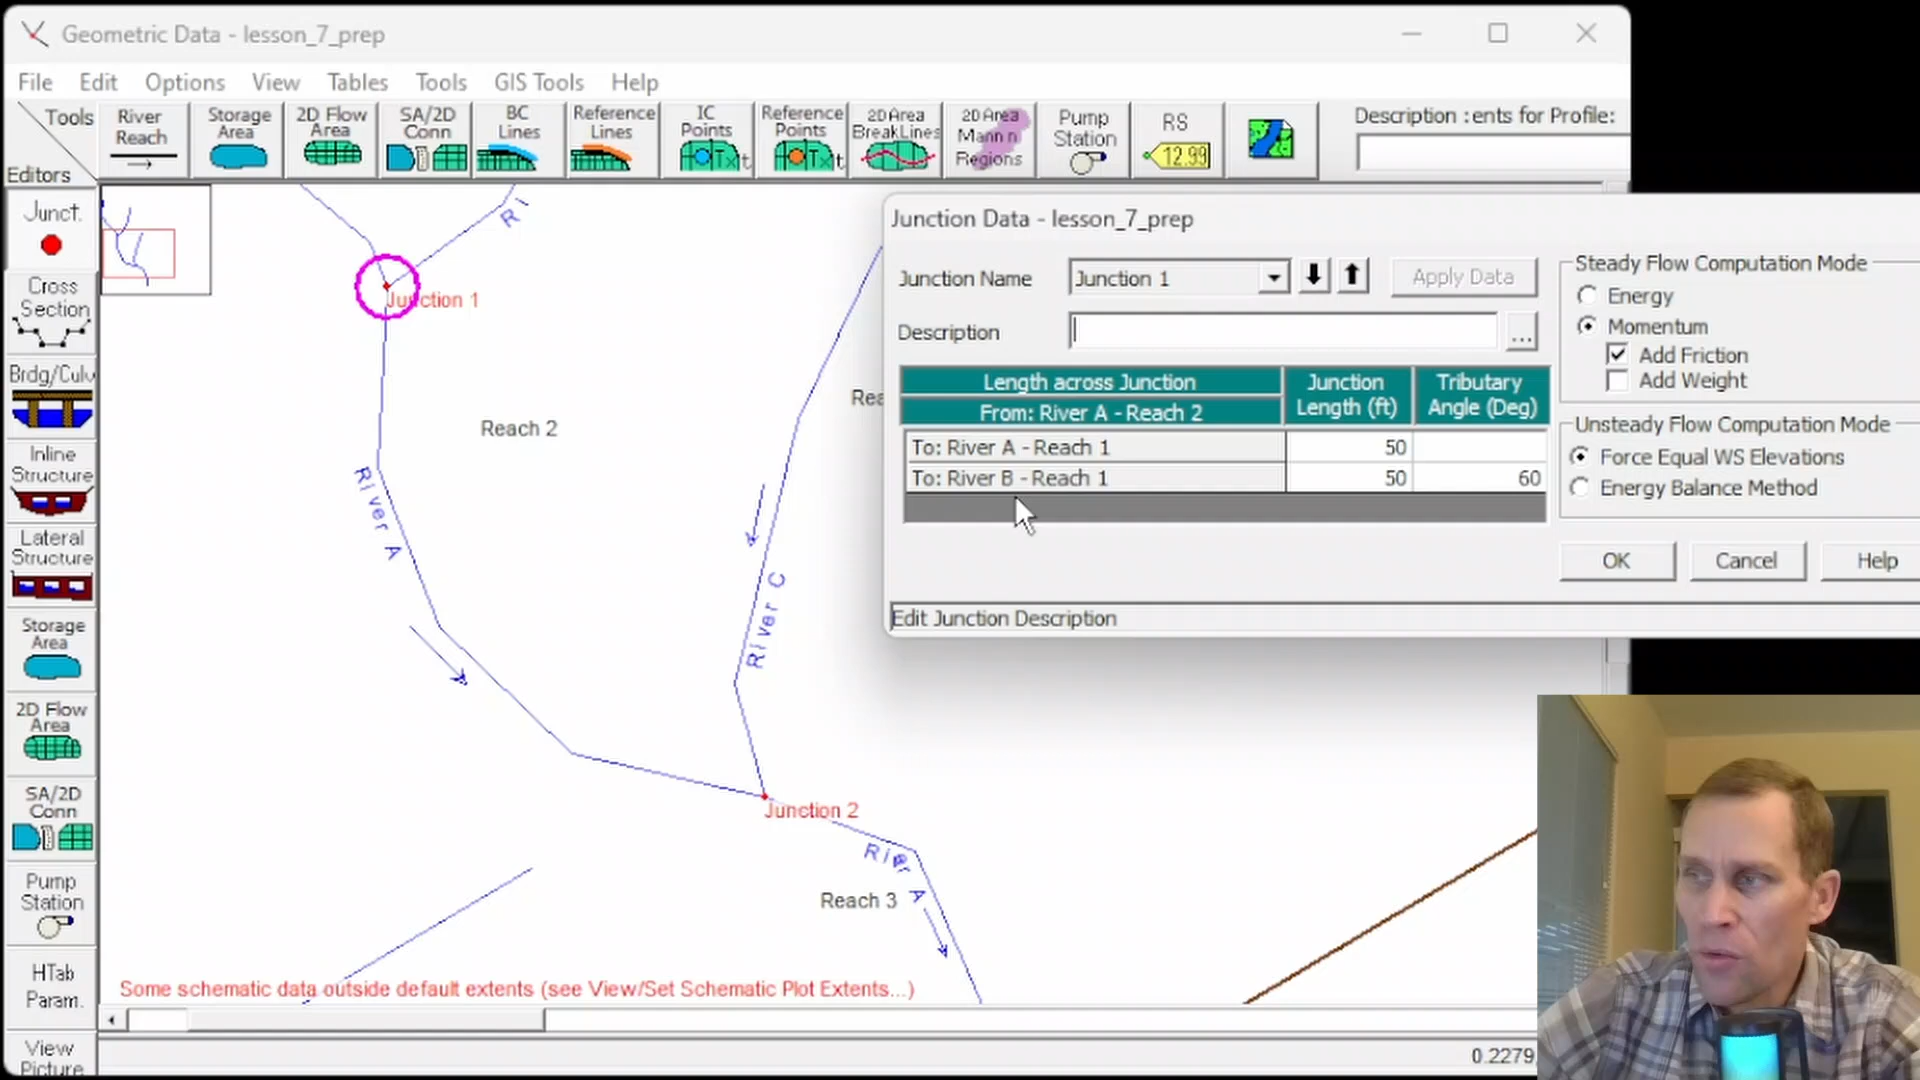 Geometric Data - lesson_7_prep
File Edit Options View Tables Tools GIS Tools Help
Tools
Editors
River Reach
Storage Area
2D Flow Area
SA/2D Conn
BC Lines
Reference Lines
IC Points
Reference Points
2D Area BreakLines
2D Area Mann n Regions
Pump Station
RS
12.99
Description :ents for Profile:
Junct.
Cross Section
Brdg/Culv
Inline Structure
Lateral Structure
Storage Area
2D Flow Area
SA/2D Conn
Pump Station
HTab Param.
View Picture
Ri
Junction 1
Reach 2
River A
Rea
River C
Junction 2
River A
Reach 3
Some schematic data outside default extents (see View/Set Schematic Plot Extents...)
0.2279
Junction Data - lesson_7_prep
Junction Name Junction 1 Apply Data
Description ...
Length across Junction
From: River A - Reach 2
Junction Length (ft)
Tributary Angle (Deg)
To: River A - Reach 1 50
To: River B - Reach 1 50 60
Steady Flow Computation Mode
Energy
Momentum
Add Friction
Add Weight
Unsteady Flow Computation Mode
Force Equal WS Elevations
Energy Balance Method
OK Cancel Help
Edit Junction Description